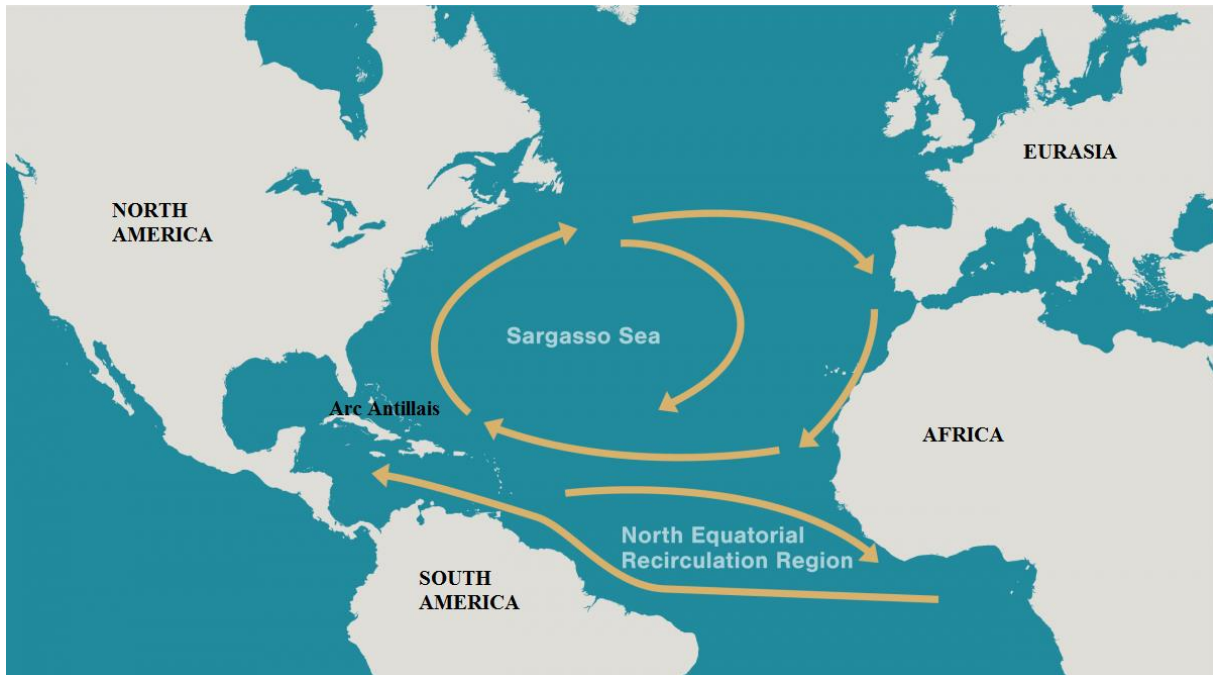 EURASIA
NORTH
AMERICA
Sargasso Sea
Arc Antillais
AFRICA
North Equatorial
Recirculation Region
SOUTH
AMERICA